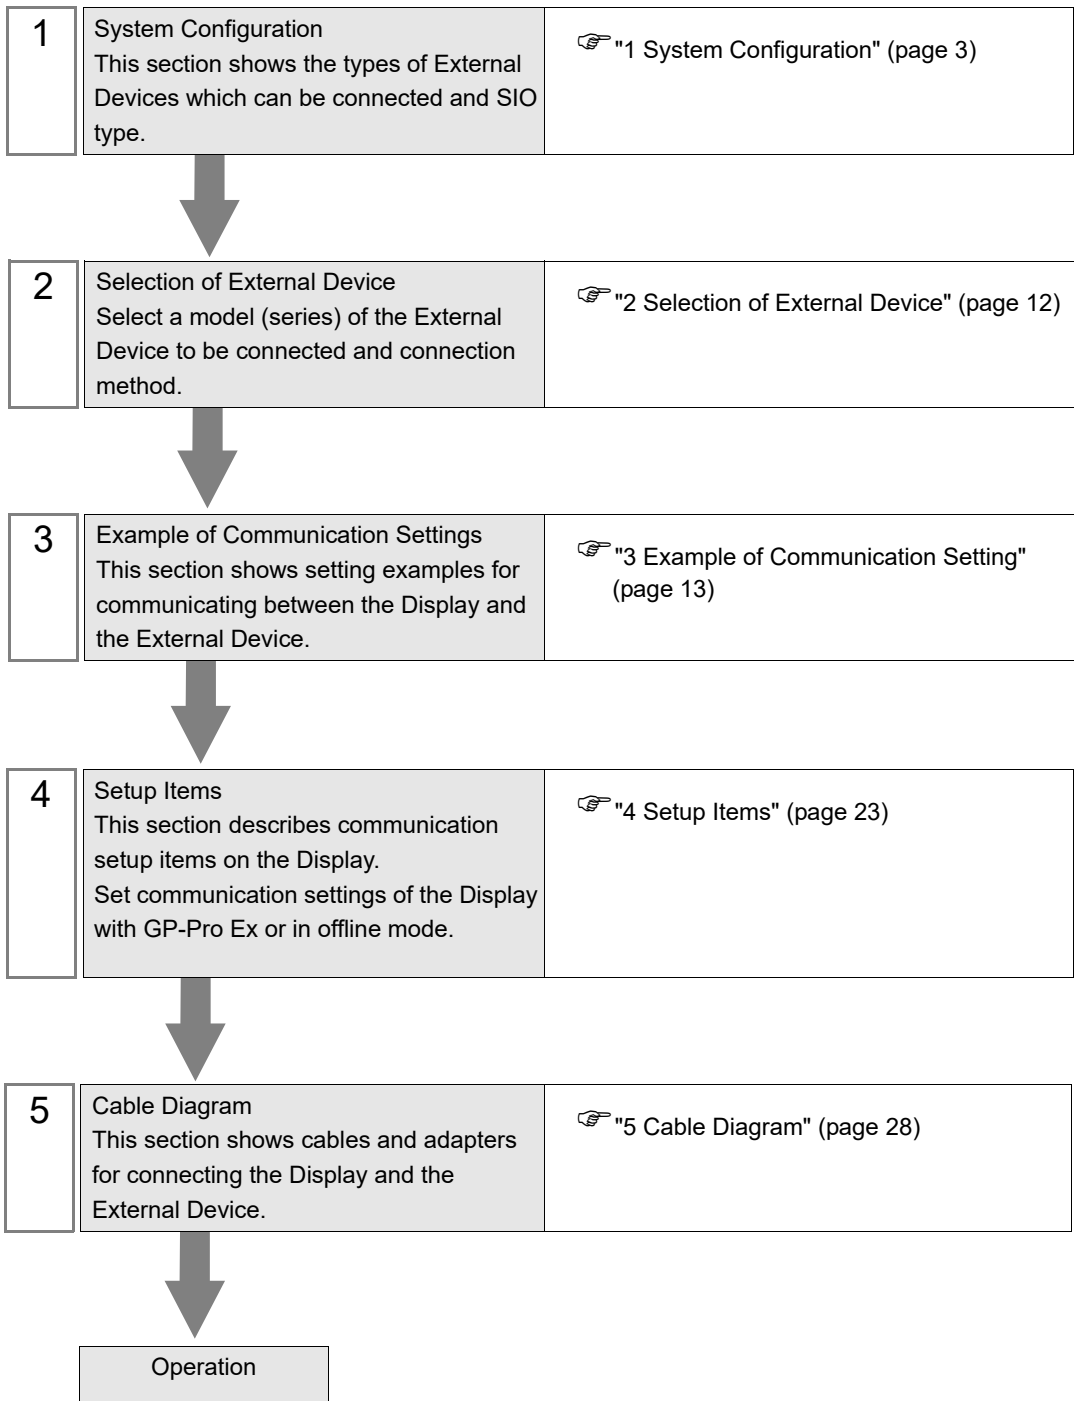 1
System Configuration
This section shows the types of External
Devices which can be connected and SIO
type.
"1 System Configuration" (page 3)
2
Selection of External Device
Select a model (series) of the External
Device to be connected and connection
method.
"2 Selection of External Device" (page 12)
3
Example of Communication Settings
This section shows setting examples for
communicating between the Display and
the External Device.
"3 Example of Communication Setting"
(page 13)
4
Setup Items
This section describes communication
setup items on the Display.
Set communication settings of the Display
with GP-Pro Ex or in offline mode.
"4 Setup Items" (page 23)
5
Cable Diagram
This section shows cables and adapters
for connecting the Display and the
External Device.
"5 Cable Diagram" (page 28)
Operation